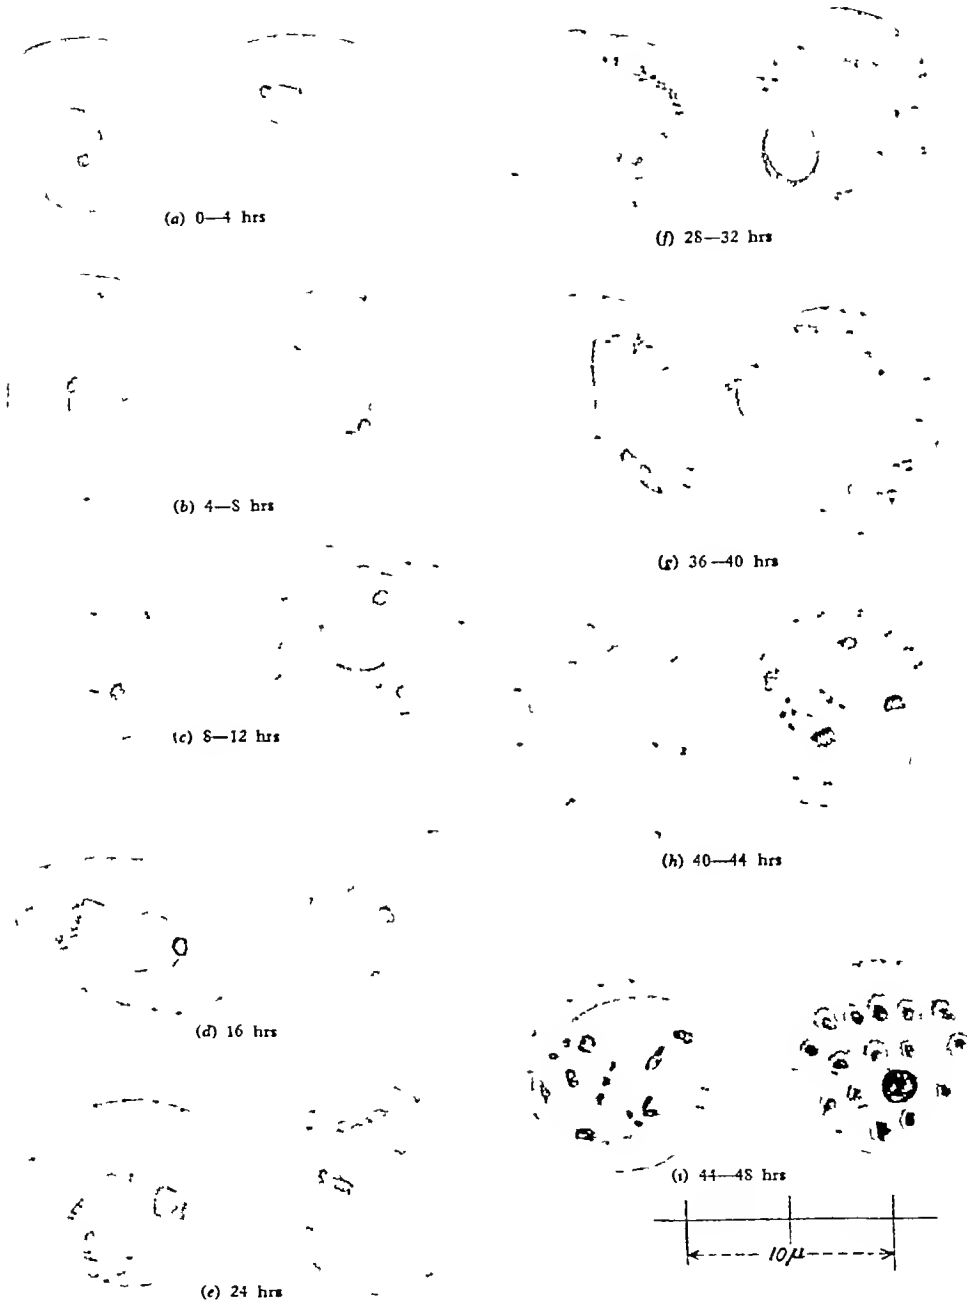 (a) 0—4 hrs
(b) 4—8 hrs
(c) 8—12 hrs
(d) 16 hrs
(e) 24 hrs
(f) 28—32 hrs
(g) 36—40 hrs
(h) 40—44 hrs
(i) 44—48 hrs
10μ